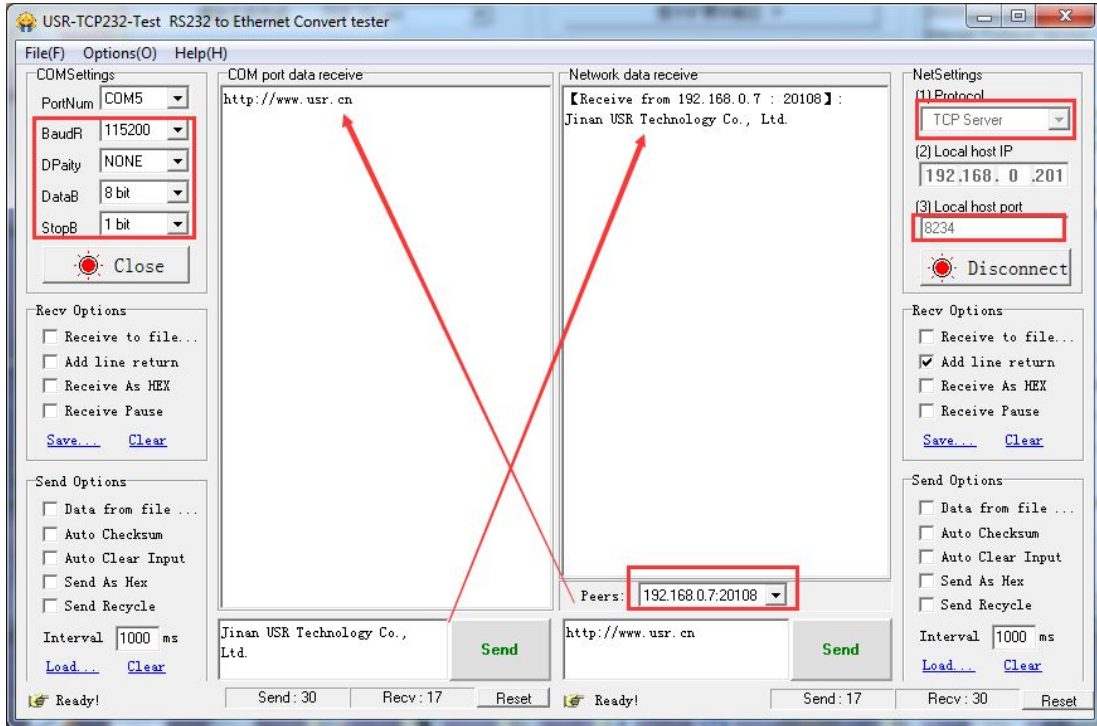 USR-TCP232-Test RS232 to Ethernet Convert tester
File(F) Options(O) Help(H)
COMSettings
PortNum COM5
BaudR 115200
DPaity NONE
DataB 8 bit
StopB 1 bit
Close
Recv Options
Receive to file...
Add line return
Receive As HEX
Receive Pause
Save... Clear
Send Options
Data from file ...
Auto Checksum
Auto Clear Input
Send As Hex
Send Recycle
Interval 1000 ms
Load... Clear
COM port data receive
http://www.usr.cn
Jinan USR Technology Co.,
Ltd.
Send
Network data receive
【Receive from 192.168.0.7 : 20108】:
Jinan USR Technology Co., Ltd.
Peers: 192.168.0.7:20108
http://www.usr.cn
Send
NetSettings
(1) Protocol
TCP Server
(2) Local host IP
192.168. 0 .201
(3) Local host port
8234
Disconnect
Recv Options
Receive to file...
Add line return
Receive As HEX
Receive Pause
Save... Clear
Send Options
Data from file ...
Auto Checksum
Auto Clear Input
Send As Hex
Send Recycle
Interval 1000 ms
Load... Clear
Ready! Send : 30 Recv : 17 Reset
Ready! Send : 17 Recv : 30 Reset